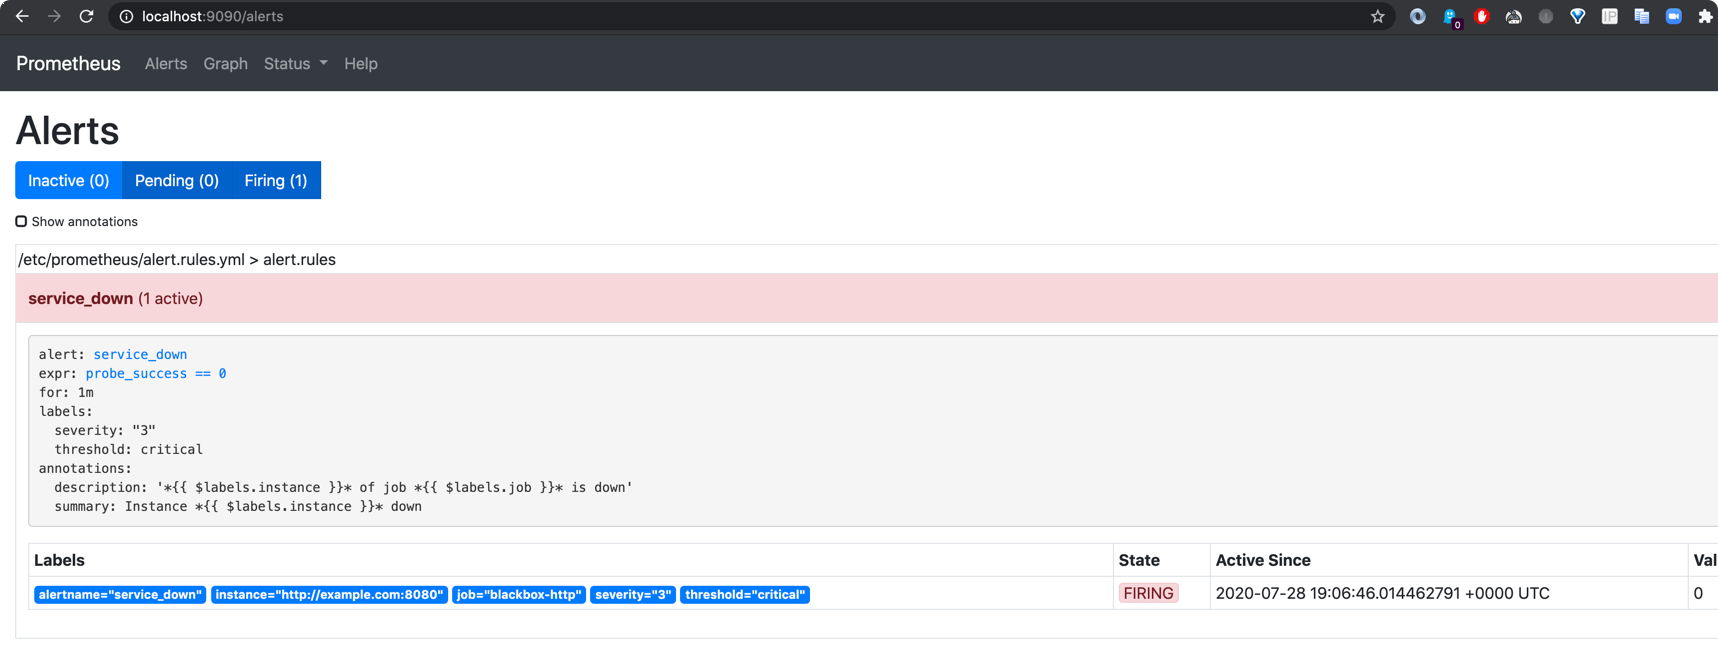 localhost:9090/alerts
0
IP
Prometheus Alerts Graph Status Help
Alerts
Inactive (0) Pending (0) Firing (1)
Show annotations
/etc/prometheus/alert.rules.yml > alert.rules
service_down (1 active)
alert: service_down
expr: probe_success == 0
for: 1m
labels:
  severity: "3"
  threshold: critical
annotations:
  description: '*{{ $labels.instance }}* of job *{{ $labels.job }}* is down'
  summary: Instance *{{ $labels.instance }}* down
Labels State Active Since Val
alertname="service_down" instance="http://example.com:8080" job="blackbox-http" severity="3" threshold="critical" FIRING 2020-07-28 19:06:46.014462791 +0000 UTC 0